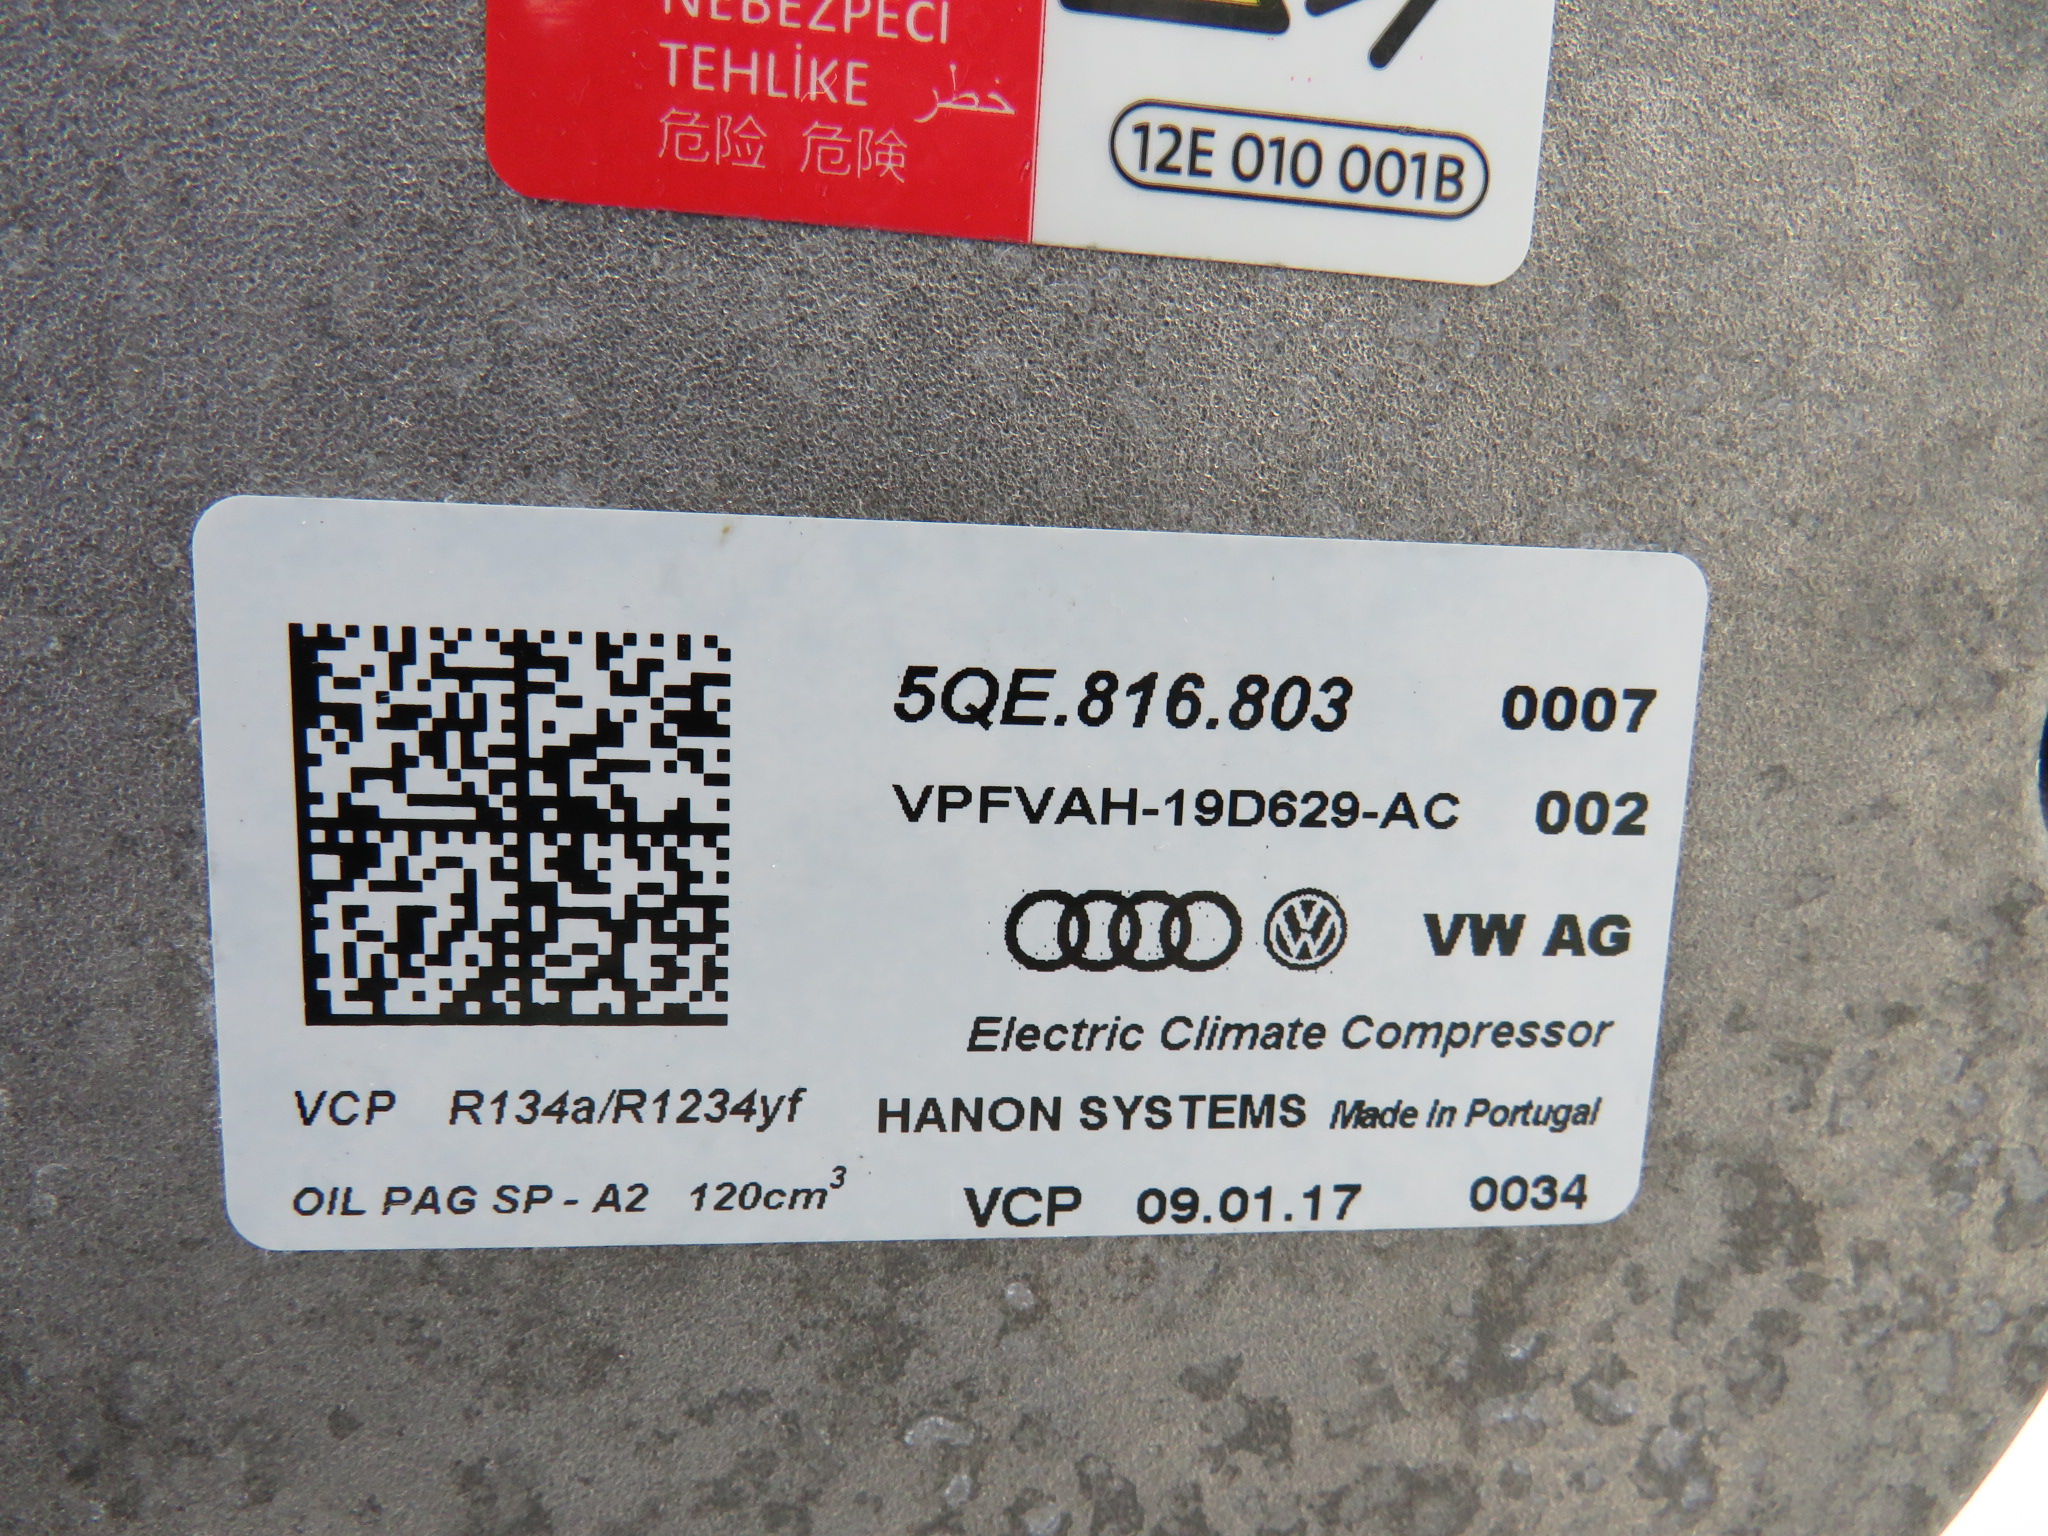 NEBEZPEČÍ
TEHLİKE خطر
危险 危険
12E 010 001B
5QE.816.803 0007
VPFVAH-19D629-AC 002
VW AG
Electric Climate Compressor
VCP R134a/R1234yf HANON SYSTEMS Made in Portugal
OIL PAG SP - A2 120cm³ VCP 09.01.17 0034